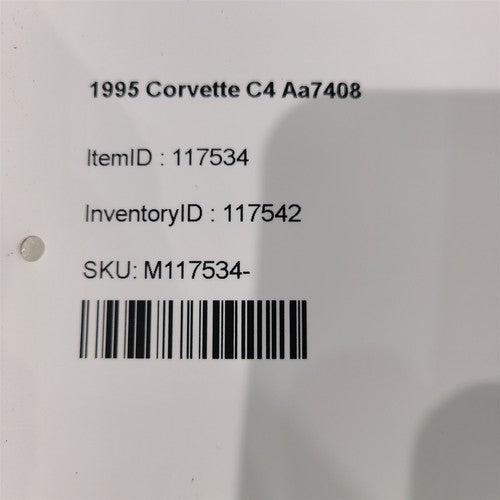 1995 Corvette C4 Aa7408
ItemID : 117534
InventoryID : 117542
SKU: M117534-